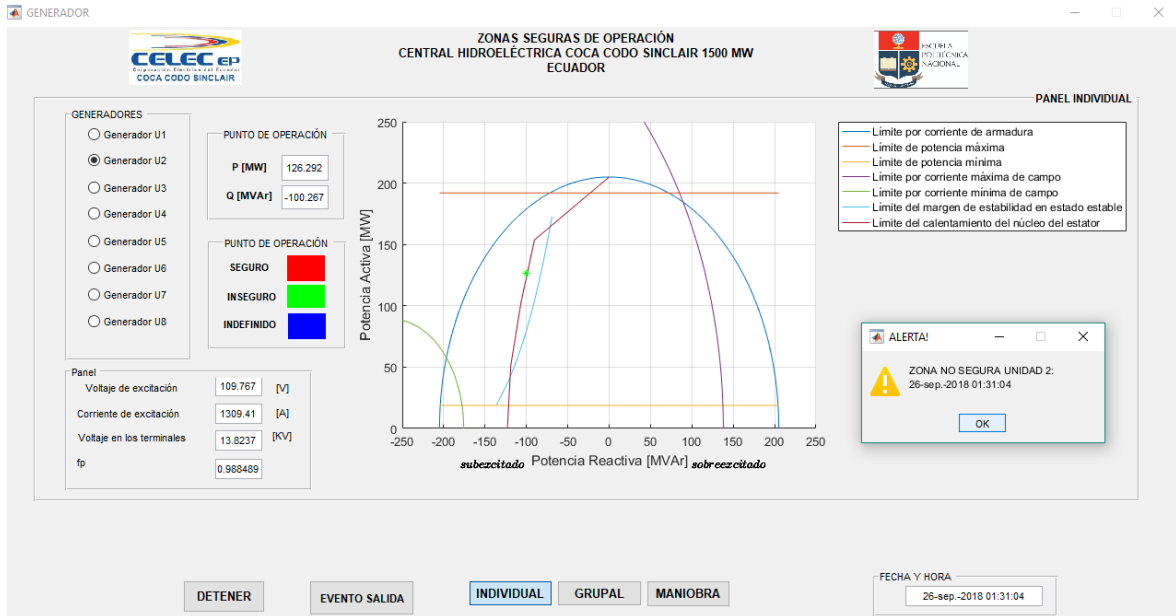 GENERADOR
CELEC EP
Corporación Eléctrica del Ecuador
COCA CODO SINCLAIR
ZONAS SEGURAS DE OPERACIÓN
CENTRAL HIDROELÉCTRICA COCA CODO SINCLAIR 1500 MW
ECUADOR
ESCUELA
POLITÉCNICA
NACIONAL
PANEL INDIVIDUAL
GENERADORES
Generador U1
Generador U2
Generador U3
Generador U4
Generador U5
Generador U6
Generador U7
Generador U8
PUNTO DE OPERACIÓN
P [MW] 126.292
Q [MVAr] -100.267
PUNTO DE OPERACIÓN
SEGURO
INSEGURO
INDEFINIDO
Panel
Voltaje de excitación 109.767 [V]
Corriente de excitación 1309.41 [A]
Voltaje en los terminales 13.8237 [KV]
fp 0.988489
Potencia Activa [MW]
250
200
150
100
50
0
-250 -200 -150 -100 -50 0 50 100 150 200 250
subexcitado Potencia Reactiva [MVAr] sobreexcitado
Límite por corriente de armadura
Límite de potencia máxima
Límite de potencia mínima
Límite por corriente máxima de campo
Límite por corriente mínima de campo
Límite del margen de estabilidad en estado estable
Límite del calentamiento del núcleo del estator
ALERTA!
ZONA NO SEGURA UNIDAD 2:
26-sep.-2018 01:31:04
OK
DETENER
EVENTO SALIDA
INDIVIDUAL
GRUPAL
MANIOBRA
FECHA Y HORA
26-sep.-2018 01:31:04